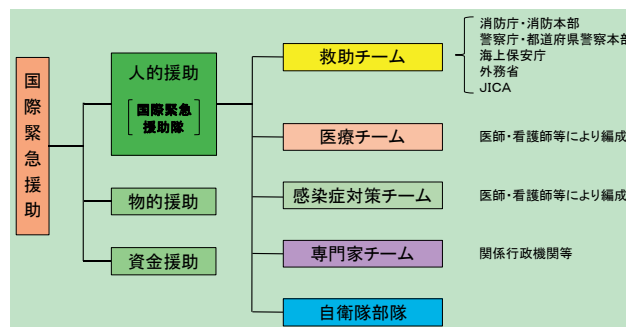 国際緊急援助
人的援助
国際緊急
援助隊
物的援助
資金援助
救助チーム
消防庁・消防本部
警察庁・都道府県警察本部
海上保安庁
外務省
JICA
医療チーム
医師・看護師等により編成
感染症対策チーム
医師・看護師等により編成
専門家チーム
関係行政機関等
自衛隊部隊